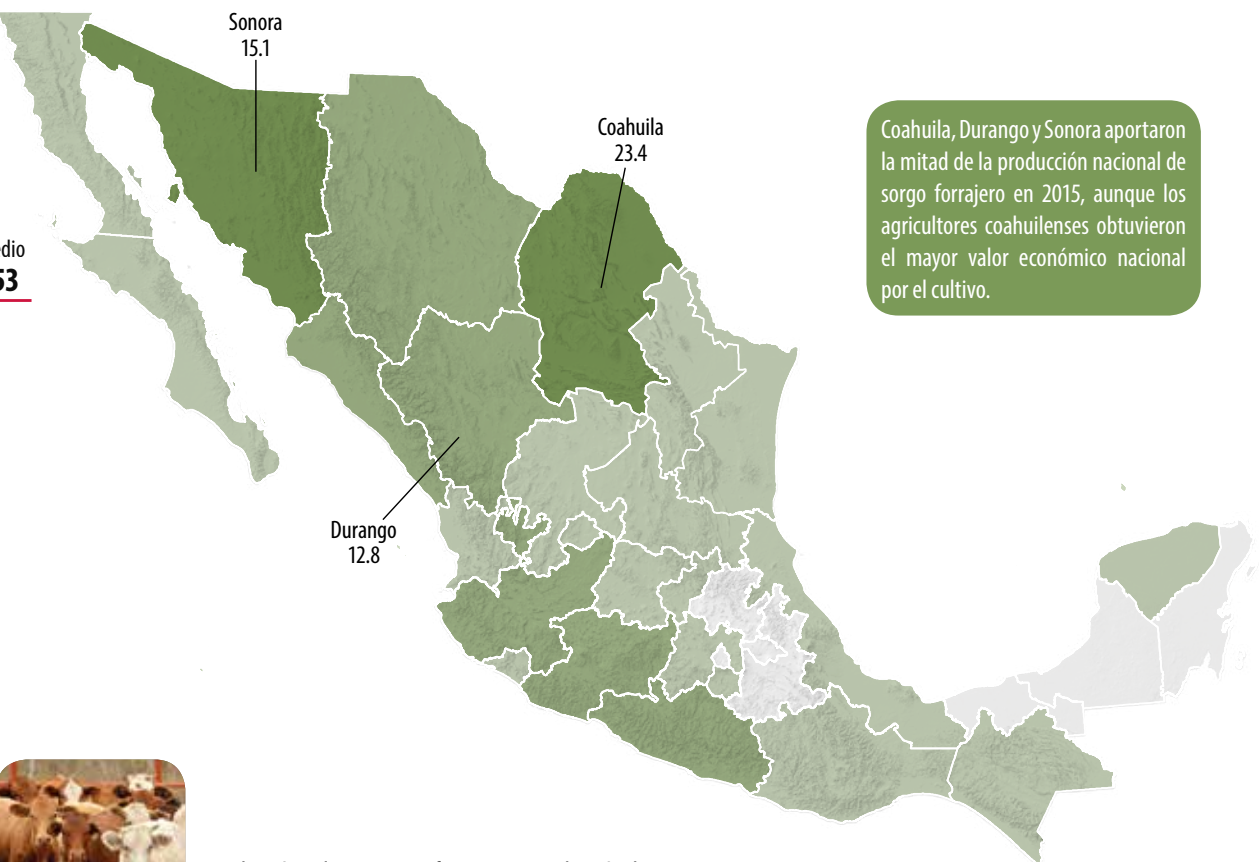 Sonora
15.1
Coahuila
23.4
Coahuila, Durango y Sonora aportaron
la mitad de la producción nacional de
sorgo forrajero en 2015, aunque los
agricultores coahuilenses obtuvieron
el mayor valor económico nacional
por el cultivo.
Durango
12.8